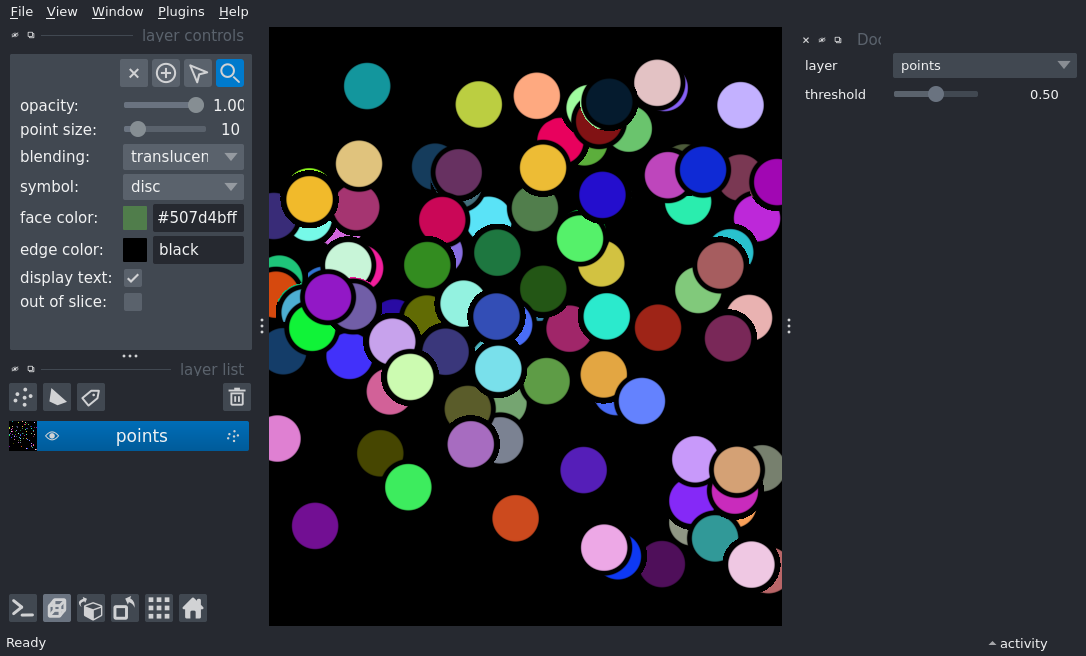 File View Window Plugins Help
layer controls
opacity: 1.00
point size: 10
blending: translucen
symbol: disc
face color: #507d4bff
edge color: black
display text:
out of slice:
layer list
points
Ready
Doc
layer points
threshold 0.50
activity